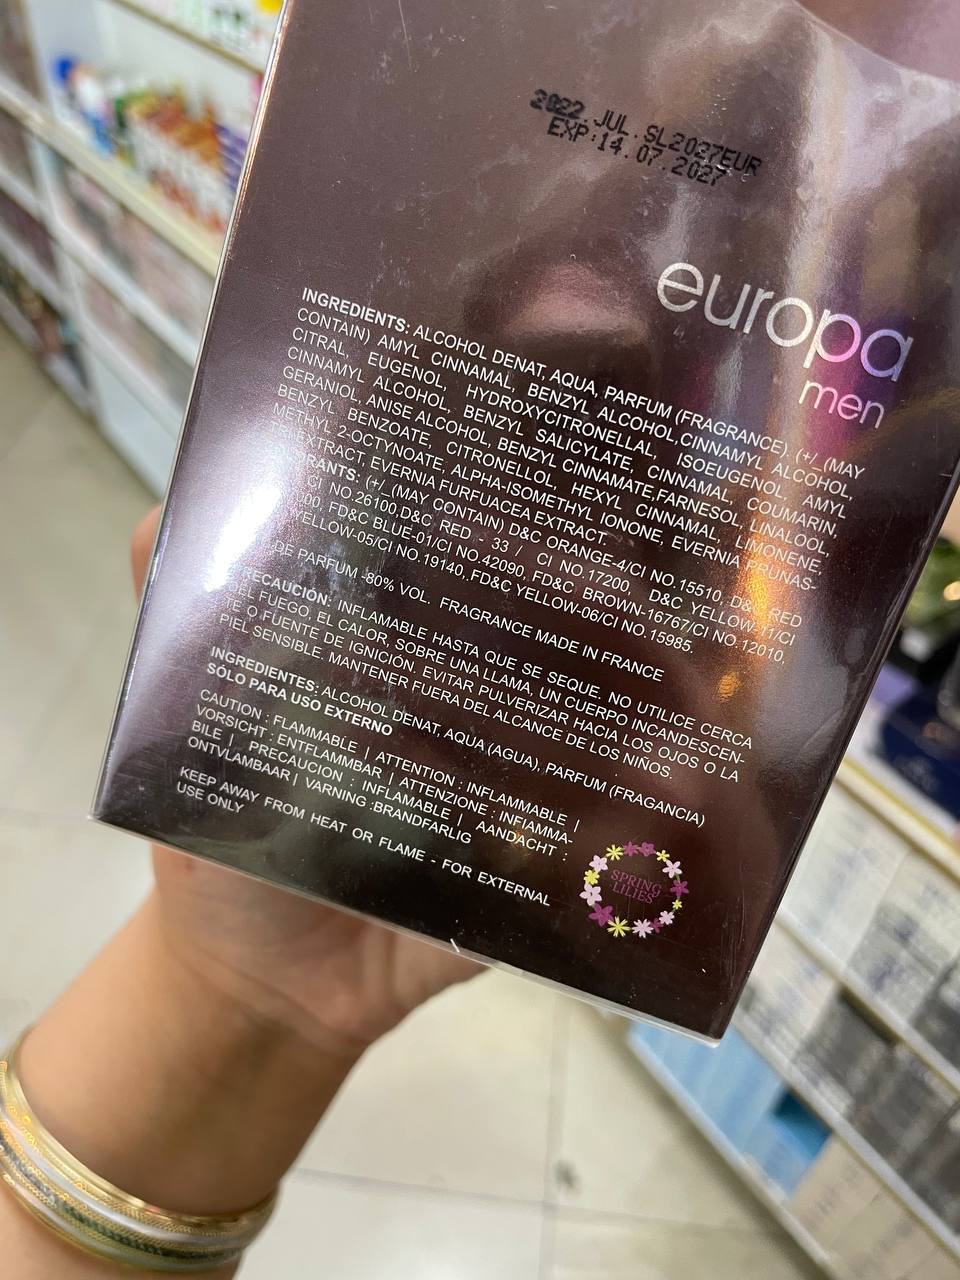 2022.JUL.SL2027EUR
EXP:14.07.2027
europa
men
INGREDIENTS: ALCOHOL DENAT, AQUA, PARFUM (FRAGRANCE), (+/_(MAY
CONTAIN) AMYL CINNAMAL, BENZYL ALCOHOL,CINNAMYL ALCOHOL,
CITRAL, EUGENOL, HYDROXYCITRONELLAL, ISOEUGENOL, AMYL
CINNAMYL ALCOHOL, BENZYL SALICYLATE, CINNAMAL, COUMARIN,
GERANIOL, ANISE ALCOHOL, BENZYL CINNAMATE,FARNESOL, LINALOOL,
BENZYL BENZOATE, CITRONELLOL, HEXYL CINNAMAL, LIMONENE,
METHYL 2-OCTYNOATE, ALPHA-ISOMETHYL IONONE, EVERNIA PRUNAS-
EXTRACT, EVERNIA FURFUACEA EXTRACT.
(+/_(MAY CONTAIN) D&C ORANGE-4/CI NO.15510, D&C RED
CI NO.26100,D&C RED - 33 / CI NO.17200, D&C YELLOW-11/CI
FD&C BLUE-01/CI NO.42090, FD&C BROWN-16767/CI NO.12010,
YELLOW-05/CI NO.19140,FD&C YELLOW-06/CI NO.15985.
DE PARFUM -80% VOL. FRAGRANCE MADE IN FRANCE
INFLAMABLE HASTA QUE SE SEQUE. NO UTILICE CERCA
DEL FUEGO, EL CALOR, SOBRE UNA LLAMA, UN CUERPO INCANDESCEN-
TE O FUENTE DE IGNICIÓN. EVITAR PULVERIZAR HACIA LOS OJOS O LA
PIEL SENSIBLE. MANTENER FUERA DEL ALCANCE DE LOS NIÑOS.
INGREDIENTES: ALCOHOL DENAT, AQUA (AGUA), PARFUM (FRAGANCIA)
SÓLO PARA USO EXTERNO
CAUTION : FLAMMABLE | ATTENTION : INFLAMMABLE |
VORSICHT : ENTFLAMMBAR | ATTENZIONE : INFIAMMA-
BILE | PRECAUCION : INFLAMABLE | AANDACHT :
ONTVLAMBAAR | VARNING :BRANDFARLIG
KEEP AWAY FROM HEAT OR FLAME - FOR EXTERNAL
USE ONLY
SPRING
LILIES